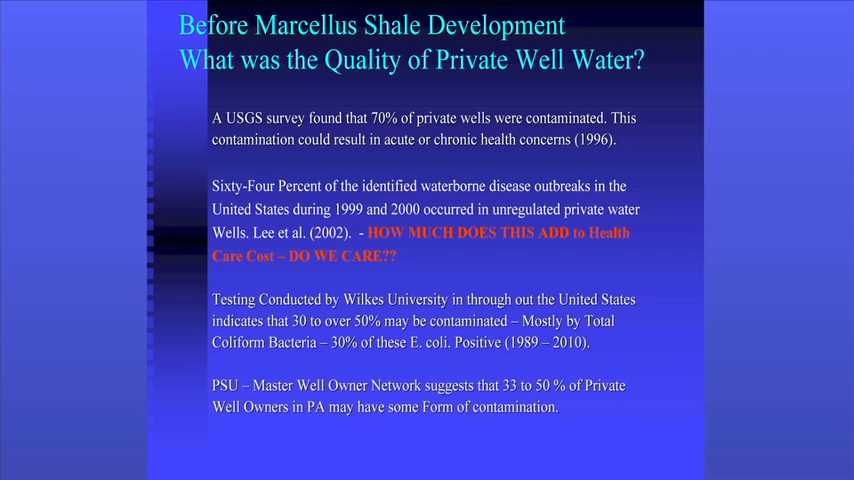 Before Marcellus Shale Development
What was the Quality of Private Well Water?
A USGS survey found that 70% of private wells were contaminated. This
contamination could result in acute or chronic health concerns (1996).
Sixty-Four Percent of the identified waterborne disease outbreaks in the
United States during 1999 and 2000 occurred in unregulated private water
Wells. Lee et al. (2002). - HOW MUCH DOES THIS ADD to Health
Care Cost – DO WE CARE??
Testing Conducted by Wilkes University in through out the United States
indicates that 30 to over 50% may be contaminated – Mostly by Total
Coliform Bacteria – 30% of these E. coli. Positive (1989 – 2010).
PSU – Master Well Owner Network suggests that 33 to 50 % of Private
Well Owners in PA may have some Form of contamination.